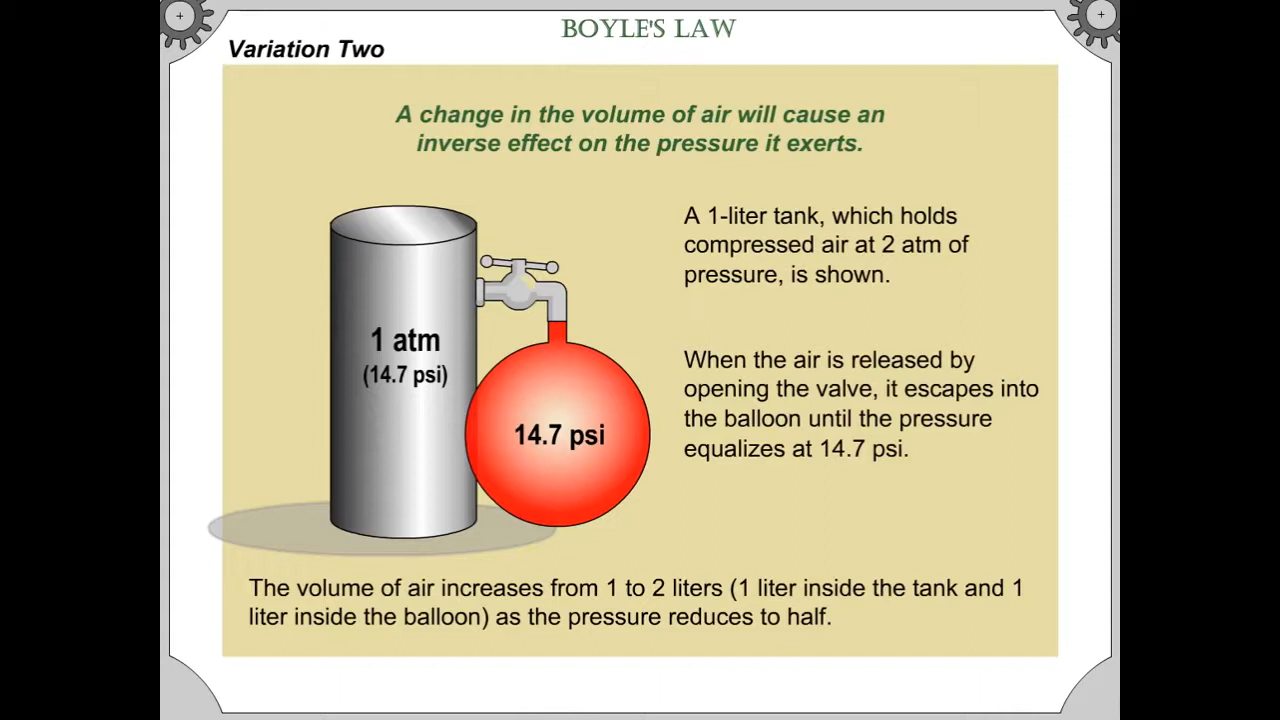 BOYLE'S LAW
Variation Two
A change in the volume of air will cause an
inverse effect on the pressure it exerts.
A 1-liter tank, which holds
compressed air at 2 atm of
pressure, is shown.
1 atm
(14.7 psi)
14.7 psi
When the air is released by
opening the valve, it escapes into
the balloon until the pressure
equalizes at 14.7 psi.
The volume of air increases from 1 to 2 liters (1 liter inside the tank and 1
liter inside the balloon) as the pressure reduces to half.